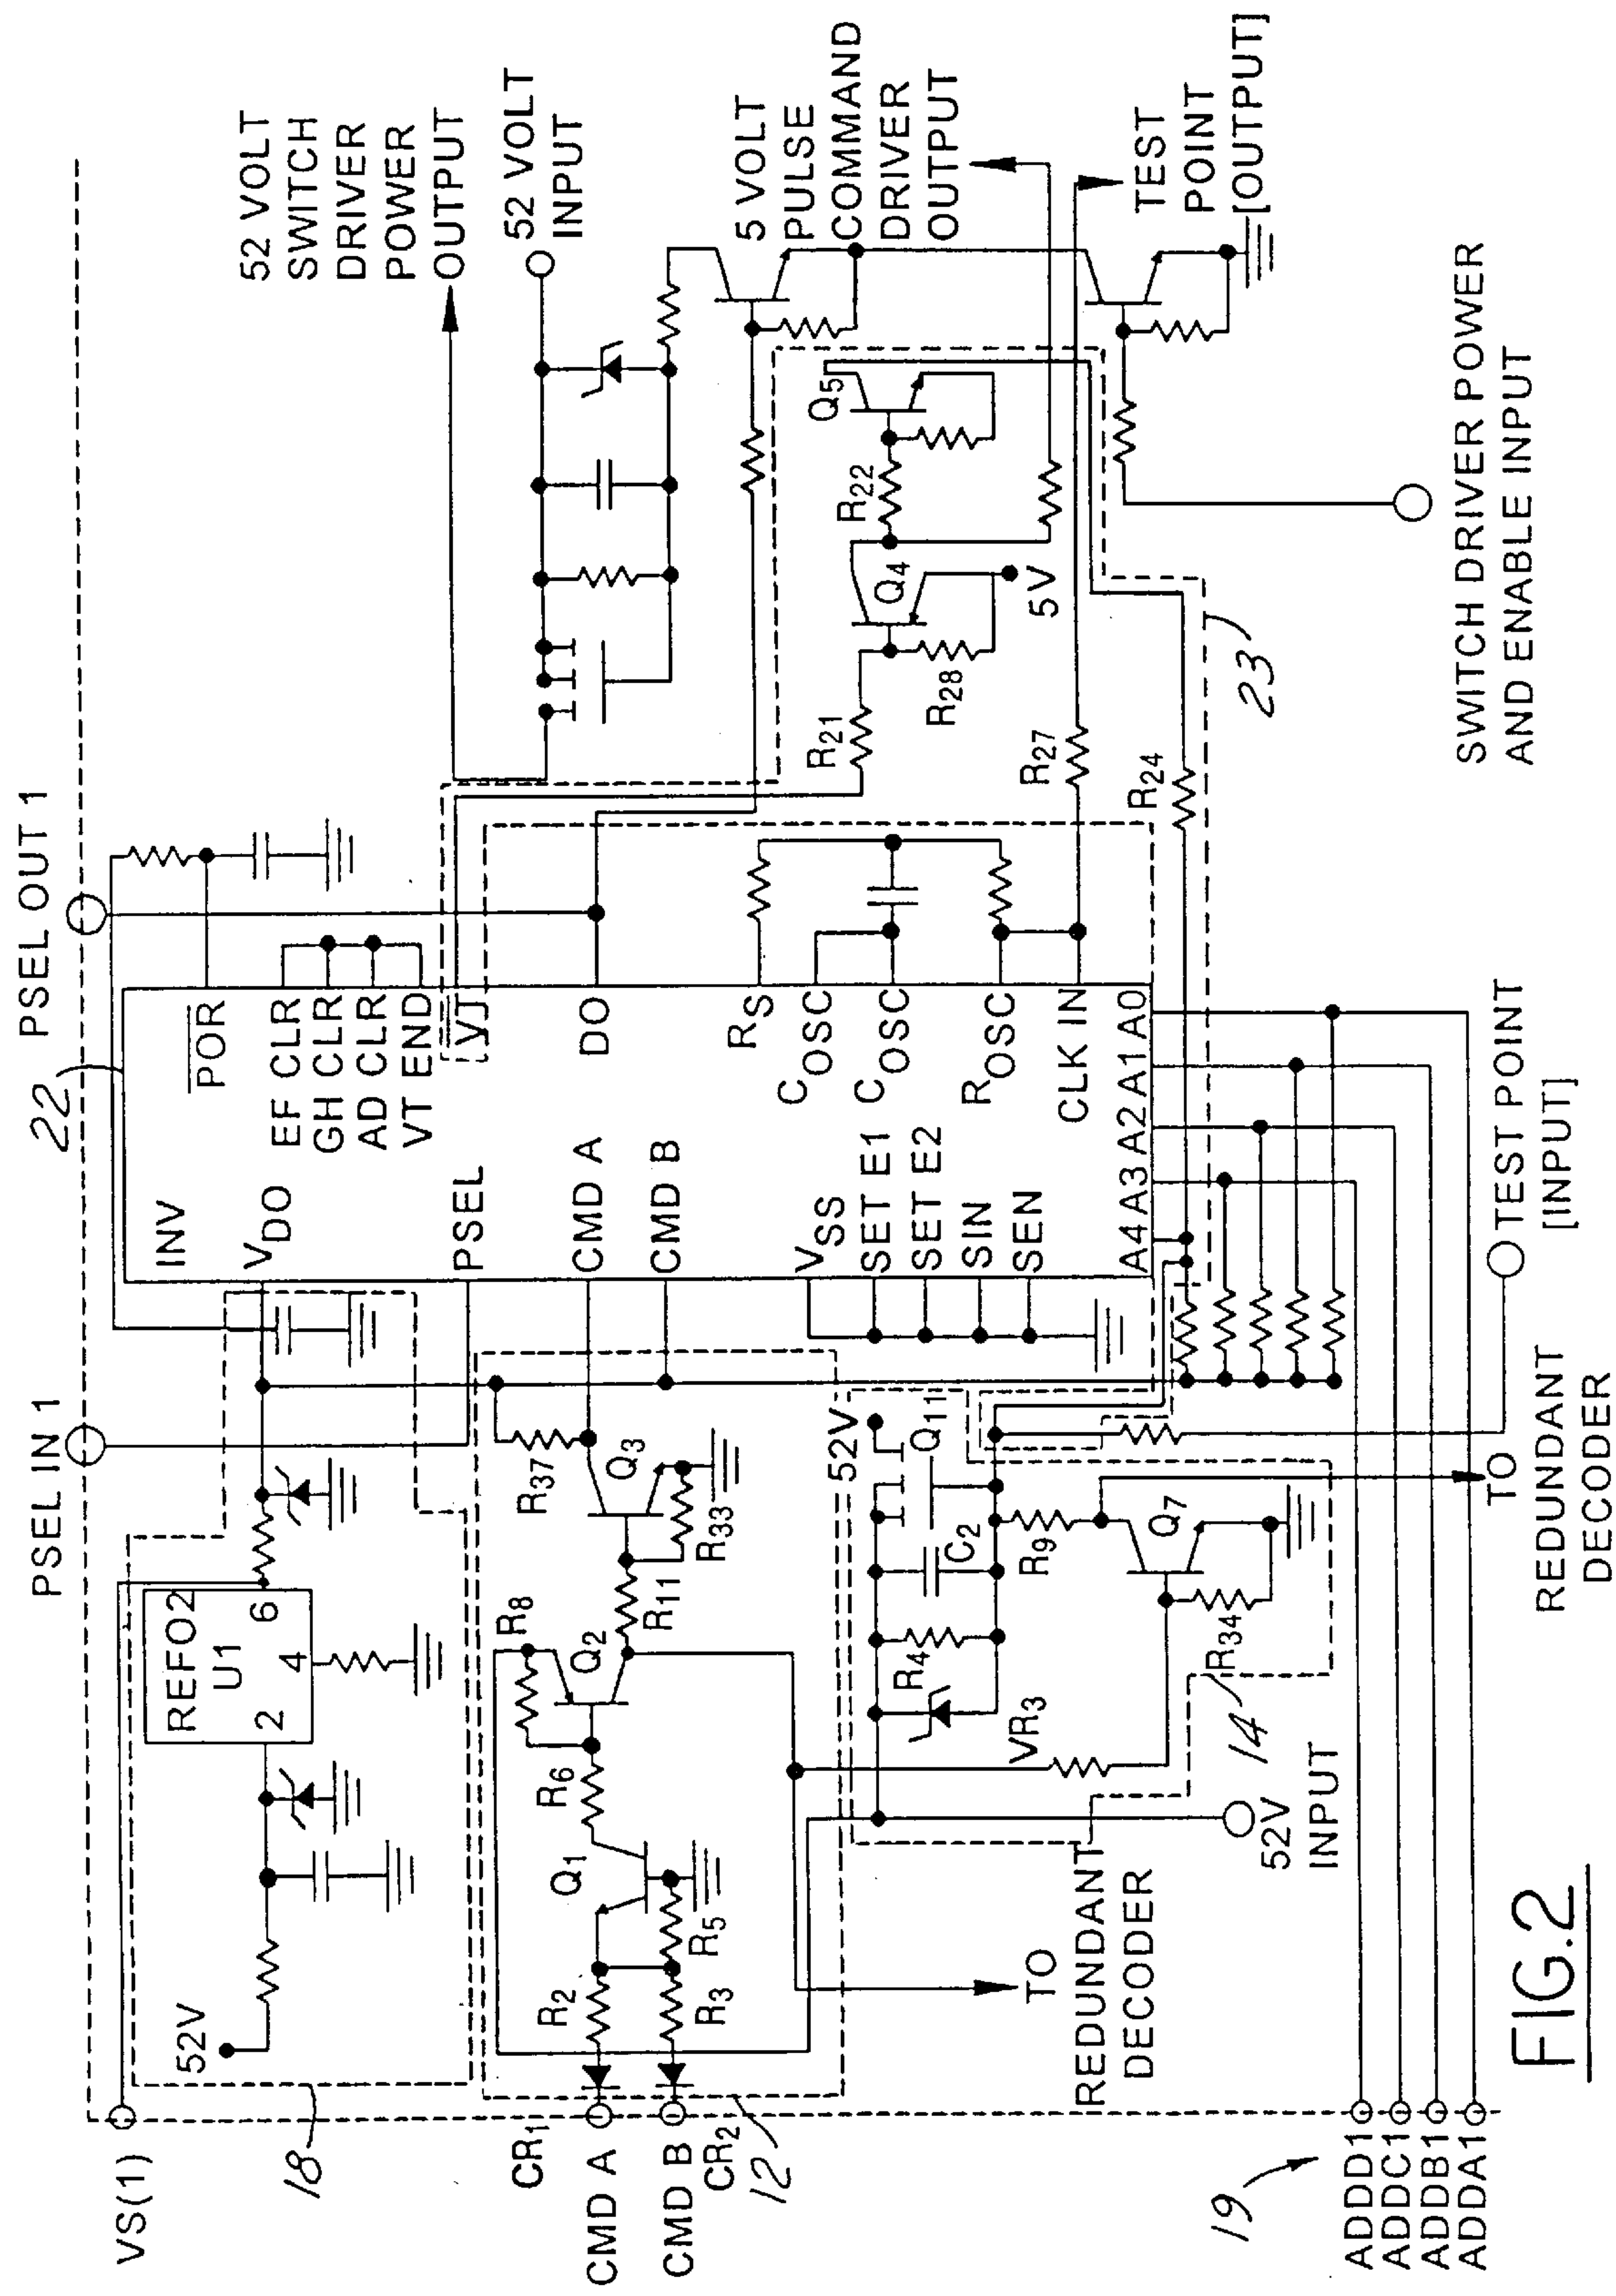 PSEL IN 1
PSEL OUT 1
22
52 VOLT
SWITCH
DRIVER
POWER
OUTPUT
52 VOLT
INPUT
5 VOLT
PULSE
COMMAND
DRIVER
OUTPUT
TEST
POINT
[OUTPUT]
VS(1)
18
52V
REFO2
U1
2
4
6
INV
VDO
PSEL
CMD A
CMD B
VSS
SET E1
SET E2
SIN
SEN
POR
EF CLR
GH CLR
AD CLR
VT END
VT
DO
RS
COSC
COSC
ROSC
CLK IN
A4 A3 A2 A1 A0
CR1
CMD A
CMD B
CR2
12
R2
R3
Q1
R5
R6
R8
Q2
R11
R37
Q3
R33
R21
Q4
R28
5V
R22
Q5
R27
R24
23
52V
Q11
C2
R4
VR3
R9
Q7
R34
14
52V
INPUT
TO
REDUNDANT
DECODER
TO
REDUNDANT
DECODER
TEST POINT
[INPUT]
SWITCH DRIVER POWER
AND ENABLE INPUT
19
ADDD1
ADDC1
ADDB1
ADDA1
FIG.2